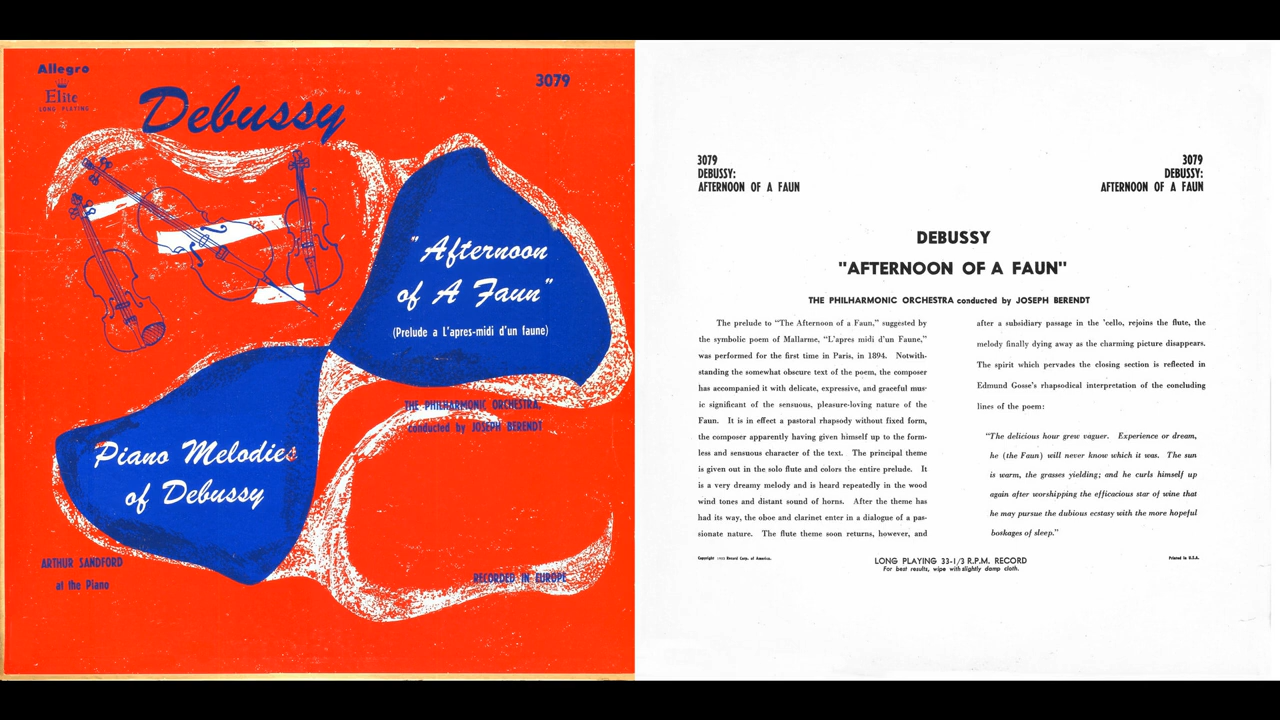 Allegro
Elite
LONG PLAYING
3079
Debussy
"Afternoon
of A Faun"
(Prelude a L'apres-midi d'un faune)
THE PHILHARMONIC ORCHESTRA,
conducted by JOSEPH BERENDT
Piano Melodies
of Debussy
ARTHUR SANDFORD
at the Piano
RECORDED IN EUROPE
3079
DEBUSSY:
AFTERNOON OF A FAUN
3079
DEBUSSY:
AFTERNOON OF A FAUN
DEBUSSY
"AFTERNOON OF A FAUN"
THE PHILHARMONIC ORCHESTRA conducted by JOSEPH BERENDT
The prelude to "The Afternoon of a Faun," suggested by
the symbolic poem of Mallarme, "L'apres midi d'un Faune,"
was performed for the first time in Paris, in 1894. Notwith-
standing the somewhat obscure text of the poem, the composer
has accompanied it with delicate, expressive, and graceful mus-
ic significant of the sensuous, pleasure-loving nature of the
Faun. It is in effect a pastoral rhapsody without fixed form,
the composer apparently having given himself up to the form-
less and sensuous character of the text. The principal theme
is given out in the solo flute and colors the entire prelude. It
is a very dreamy melody and is heard repeatedly in the wood
wind tones and distant sound of horns. After the theme has
had its way, the oboe and clarinet enter in a dialogue of a pas-
sionate nature. The flute theme soon returns, however, and
after a subsidiary passage in the 'cello, rejoins the flute, the
melody finally dying away as the charming picture disappears.
The spirit which pervades the closing section is reflected in
Edmund Gosse's rhapsodical interpretation of the concluding
lines of the poem:
"The delicious hour grew vaguer. Experience or dream,
he (the Faun) will never know which it was. The sun
is warm, the grasses yielding; and he curls himself up
again after worshipping the efficacious star of wine that
he may pursue the dubious ecstasy with the more hopeful
boskages of sleep."
Copyright Record Corp. of America.
LONG PLAYING 33-1/3 R.P.M. RECORD
For best results, wipe with slightly damp cloth.
Printed in U.S.A.